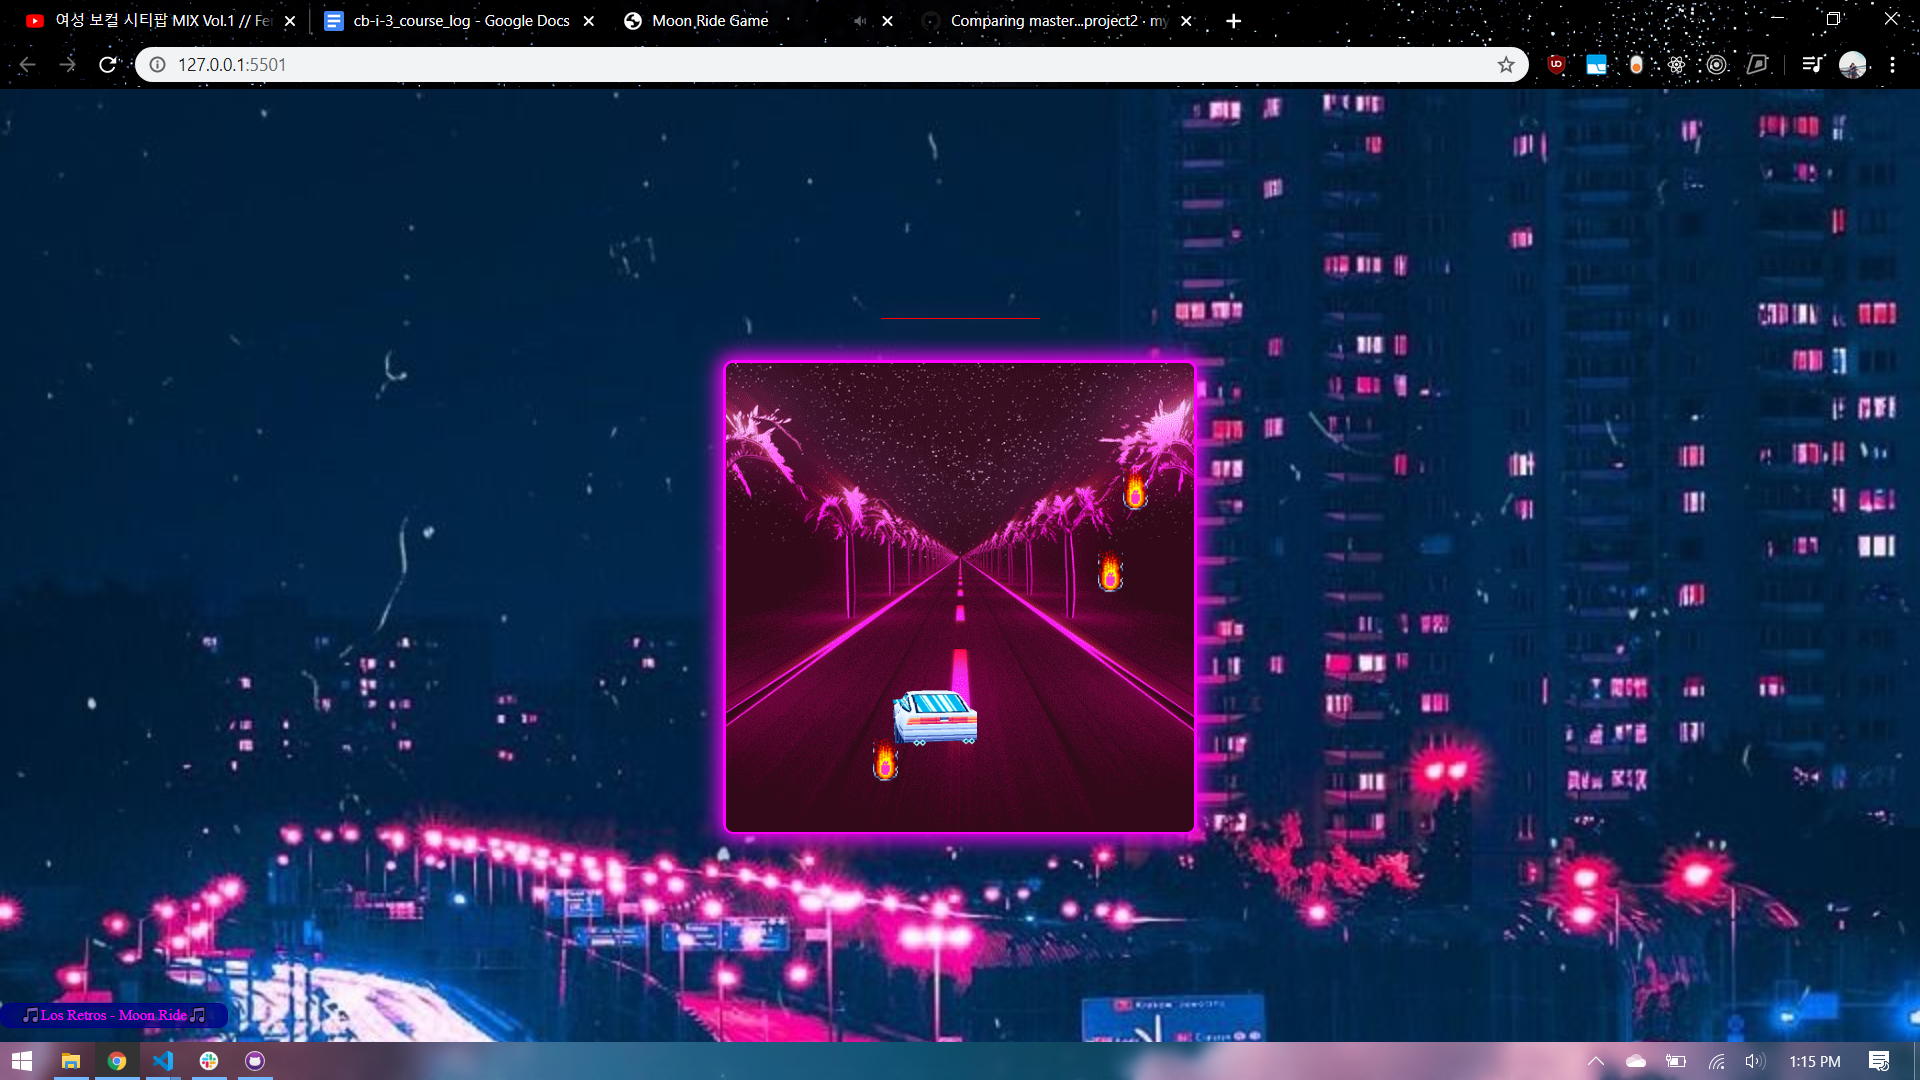 여성 보컬 시티팝 MIX Vol.1 // Fe
cb-i-3_course_log - Google Docs
Moon Ride Game
Comparing master...project2 · my
127.0.0.1:5501
🎵Los Retros - Moon Ride🎵
1:15 PM